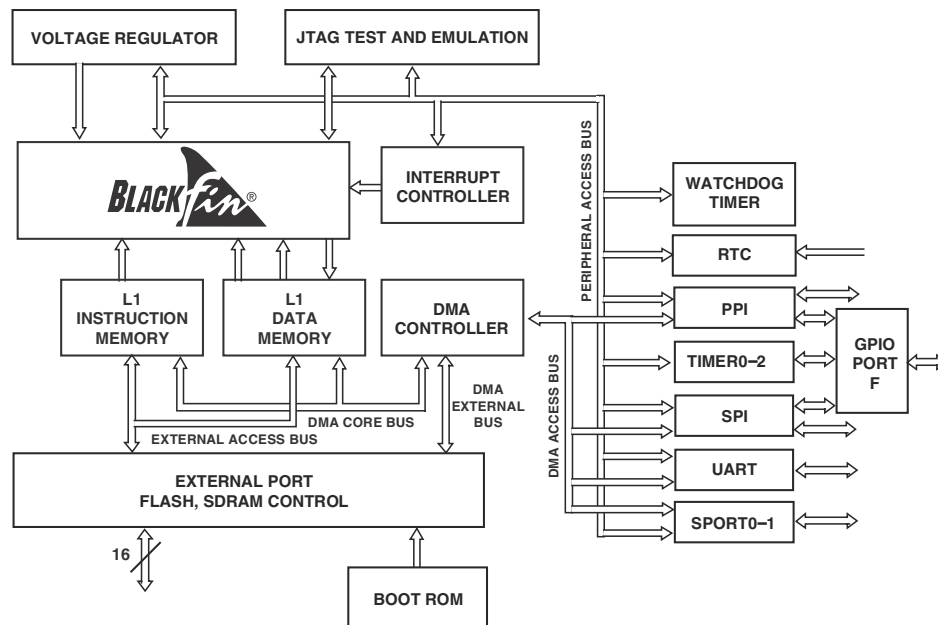 VOLTAGE REGULATOR
JTAG TEST AND EMULATION
BLACKfin®
INTERRUPT
CONTROLLER
PERIPHERAL ACCESS BUS
WATCHDOG
TIMER
RTC
L1
INSTRUCTION
MEMORY
L1
DATA
MEMORY
DMA
CONTROLLER
PPI
GPIO
PORT
F
TIMER0–2
SPI
UART
SPORT0–1
DMA ACCESS BUS
DMA
EXTERNAL
BUS
DMA CORE BUS
EXTERNAL ACCESS BUS
EXTERNAL PORT
FLASH, SDRAM CONTROL
16
BOOT ROM